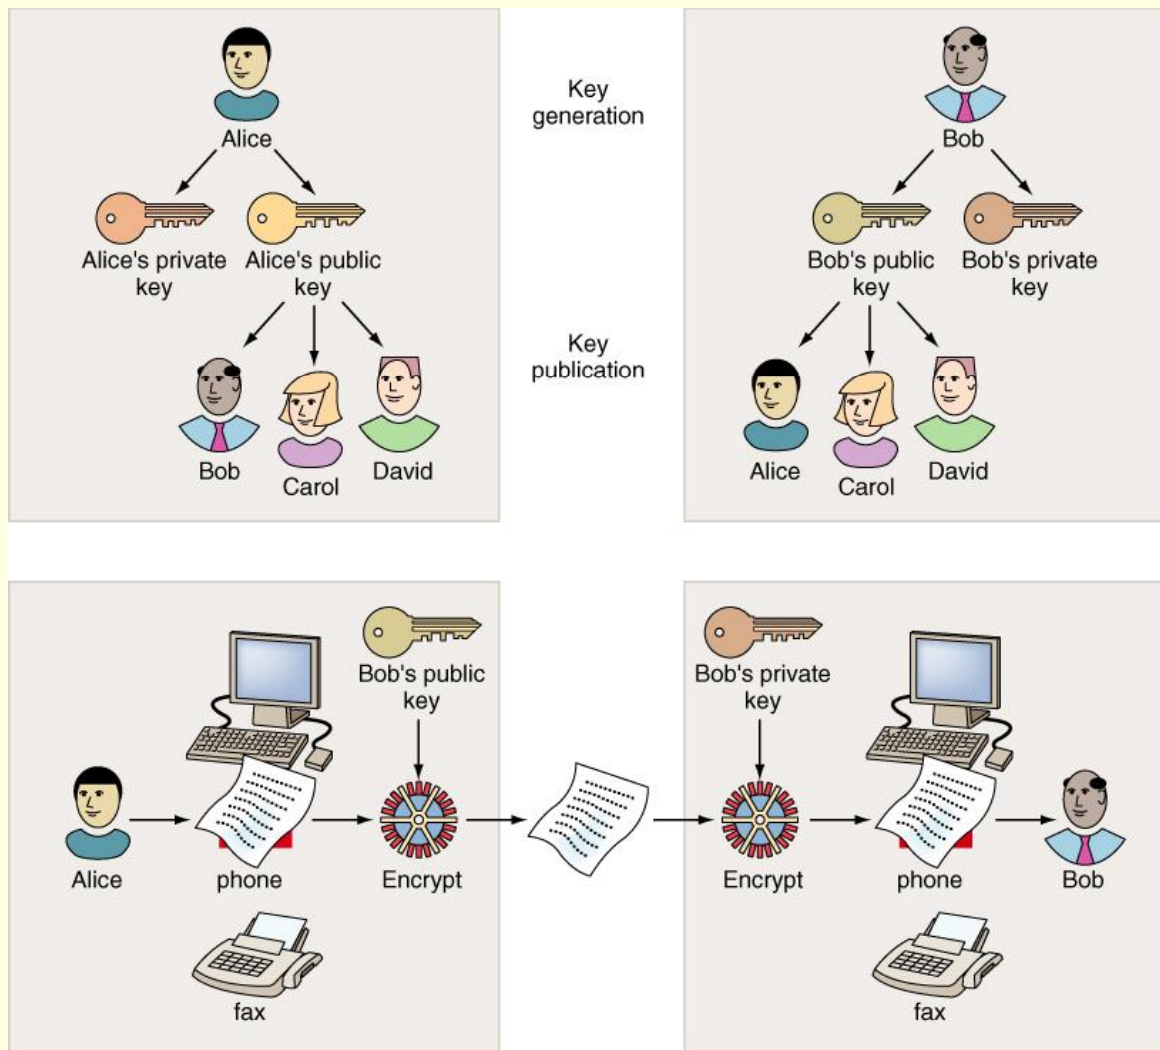 Alice
Key
generation
Bob
Alice's private
key
Alice's public
key
Bob's public
key
Bob's private
key
Key
publication
Bob
Carol
David
Alice
Carol
David
Bob's public
key
Bob's private
key
Alice
phone
Encrypt
Encrypt
phone
Bob
fax
fax